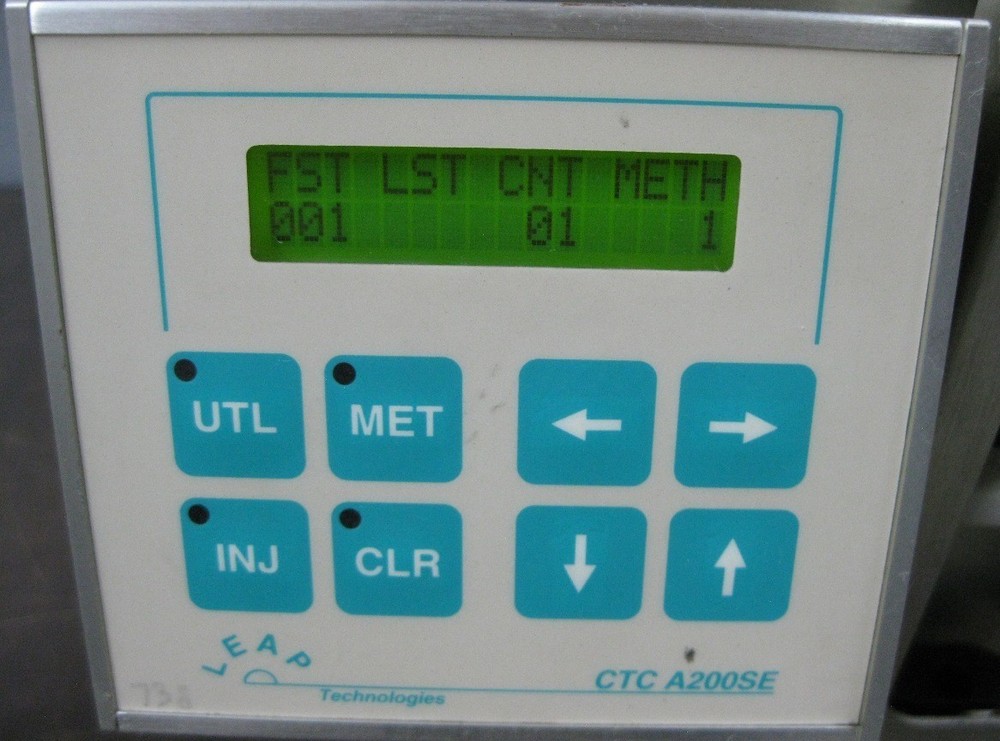 FST LST CNT METH
001 01 1
UTL MET
INJ CLR
LEAP
Technologies
CTC A200SE